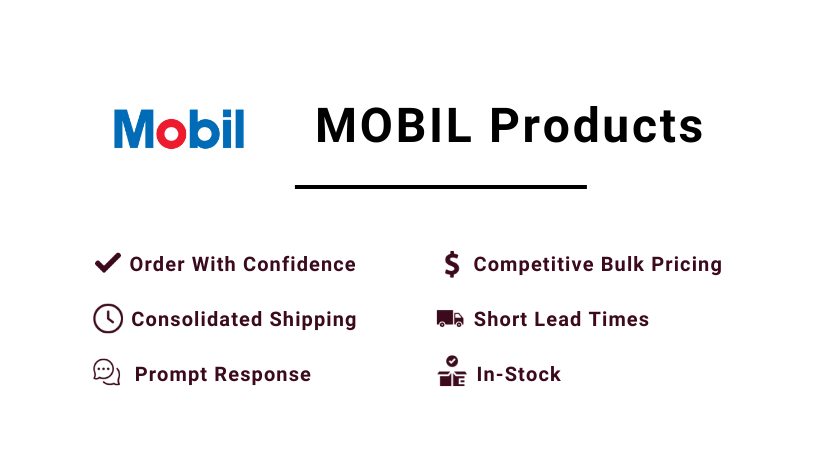 Mobil
MOBIL Products
Order With Confidence
Competitive Bulk Pricing
Consolidated Shipping
Short Lead Times
Prompt Response
In-Stock